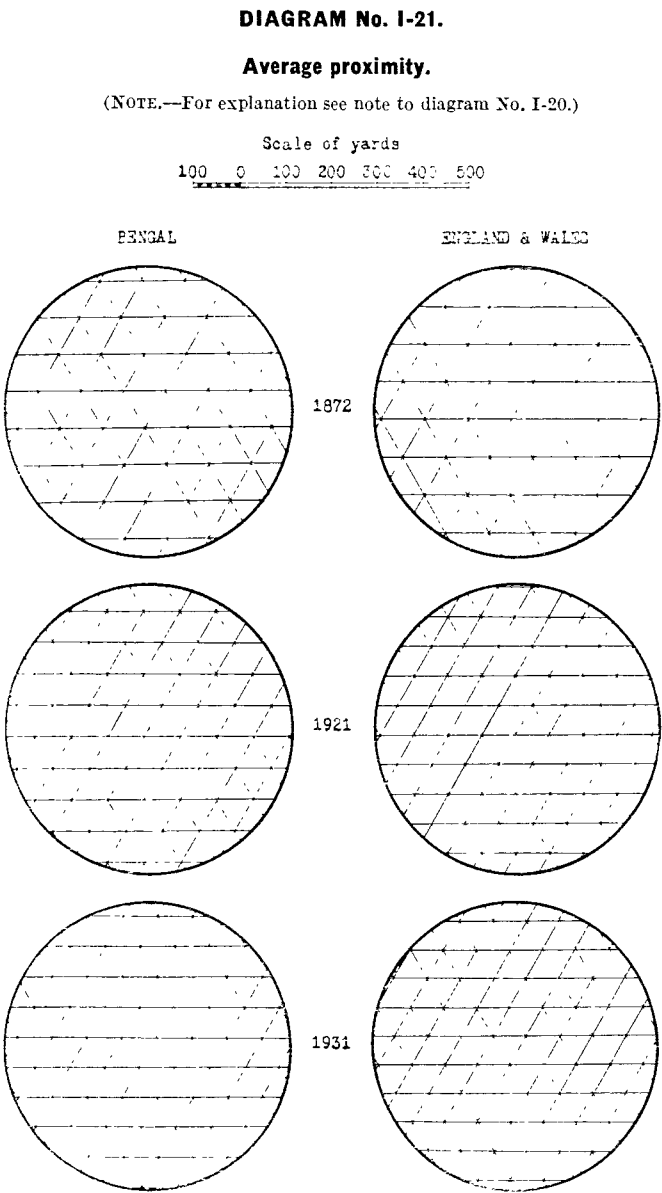 DIAGRAM No. I-21.
Average proximity.
(NOTE.—For explanation see note to diagram No. I-20.)
Scale of yards
100 0 100 200 300 400 500
BENGAL ENGLAND & WALES
1872
1921
1931